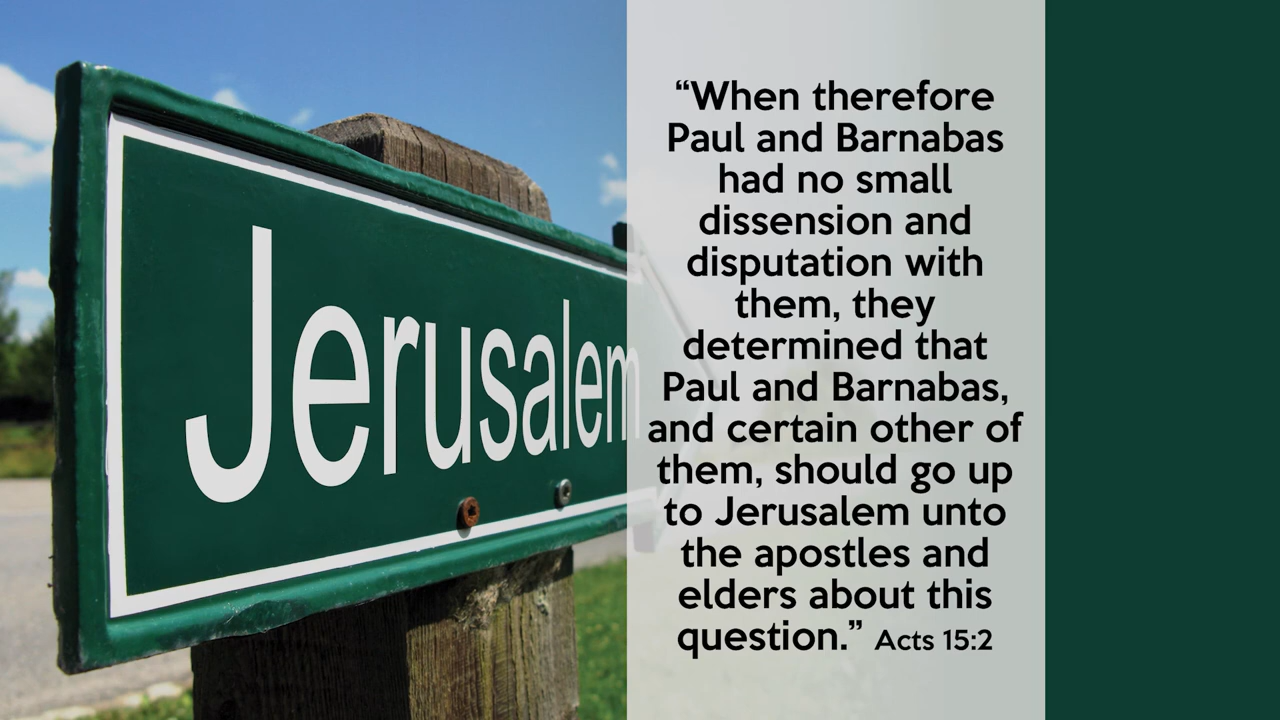 Jerusalem
“When therefore
Paul and Barnabas
had no small
dissension and
disputation with
them, they
determined that
Paul and Barnabas,
and certain other of
them, should go up
to Jerusalem unto
the apostles and
elders about this
question.” Acts 15:2